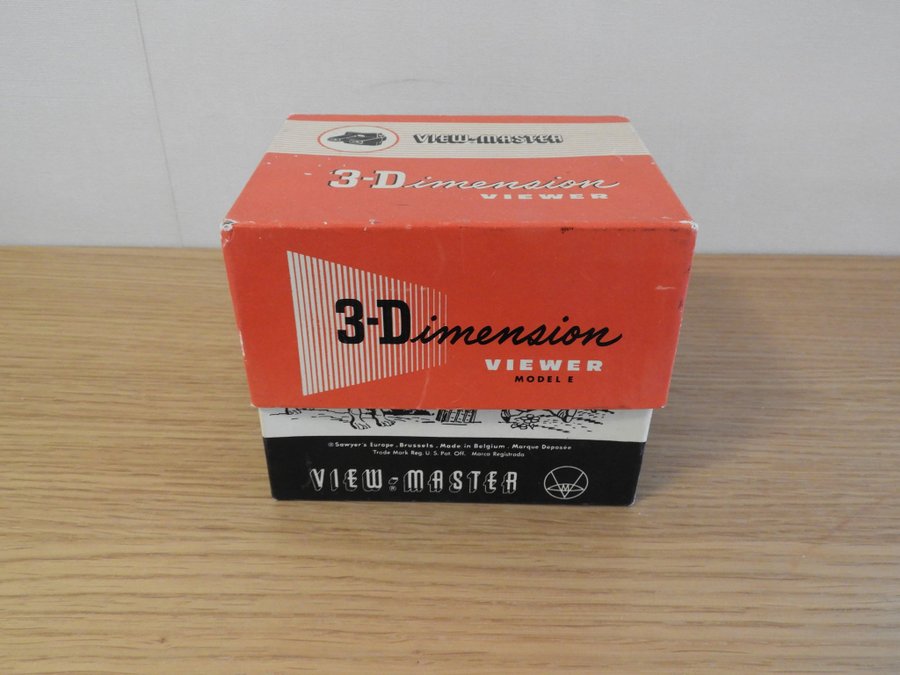 VIEW-MASTER
3-Dimension
VIEWER
3-Dimension
VIEWER
MODEL E
© Sawyer's Europe. Brussels. Made in Belgium. Marque Deposée
Trade Mark Reg. U.S. Pat. Off. Marca Registrada
VIEW-MASTER